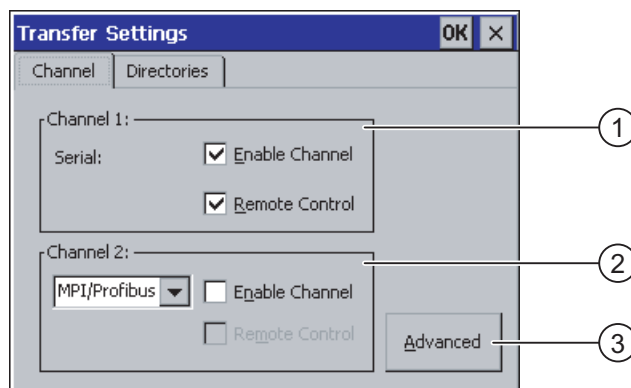 Transfer Settings OK ×
Channel Directories
Channel 1:
Serial: Enable Channel
Remote Control
1
Channel 2:
MPI/Profibus Enable Channel
Remote Control
2
Advanced
3